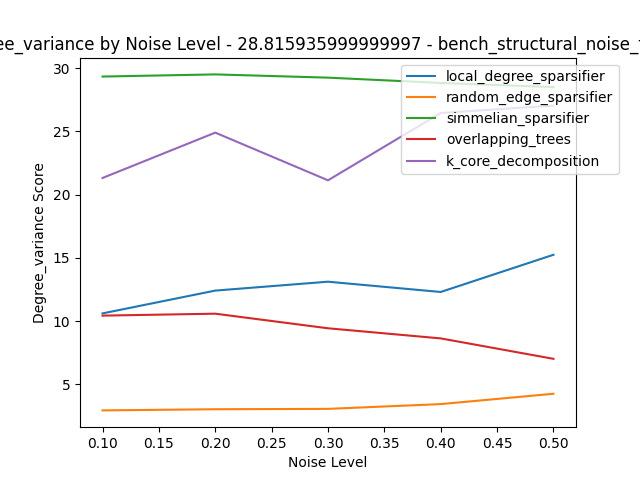 ee_variance by Noise Level - 28.815935999999997 - bench_structural_noise_
local_degree_sparsifier
random_edge_sparsifier
simmelian_sparsifier
overlapping_trees
k_core_decomposition
Degree_variance Score
30
25
20
15
10
5
0.10 0.15 0.20 0.25 0.30 0.35 0.40 0.45 0.50
Noise Level